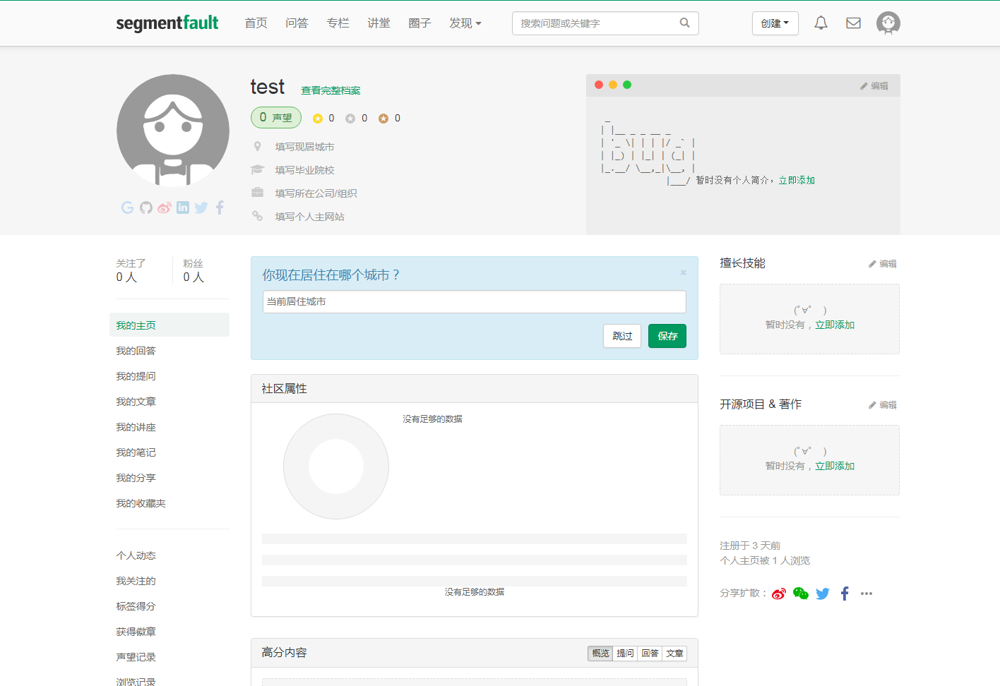 segmentfault 首页 问答 专栏 讲堂 圈子 发现 搜索问题或关键字 创建
test 查看完整档案
0 声望 0 0 0
填写现居城市
填写毕业院校
填写所在公司/组织
填写个人主网站
编辑
 _
| |__ _ _ __ _
| '_ \| | | |/ _` |
| |_) | |_| | (_| |
|_.__/ \__,_|\__, |
|___/ 暂时没有个人简介，立即添加
关注了
0 人
粉丝
0 人
我的主页
我的回答
我的提问
我的文章
我的讲座
我的笔记
我的分享
我的收藏夹
个人动态
我关注的
标签得分
获得徽章
声望记录
浏览记录
你现在居住在哪个城市？ ×
当前居住城市
跳过 保存
社区属性
没有足够的数据
没有足够的数据
高分内容 概览 提问 回答 文章
擅长技能 编辑
(ﾟ∀ﾟ　)
暂时没有，立即添加
开源项目 & 著作 编辑
(ﾟ∀ﾟ　)
暂时没有，立即添加
注册于 3 天前
个人主页被 1 人浏览
分享扩散：